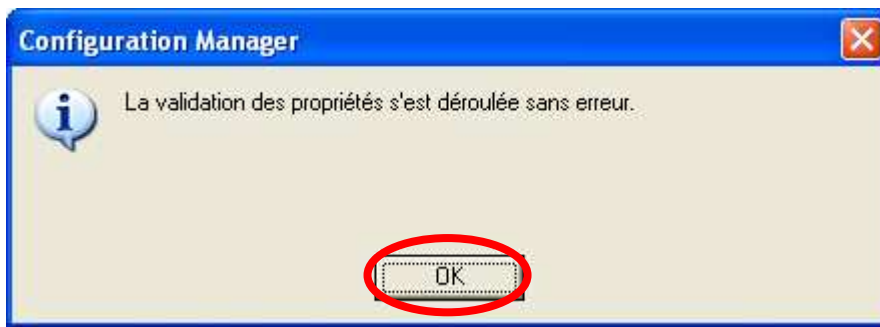 Configuration Manager
La validation des propriétés s'est déroulée sans erreur.
OK